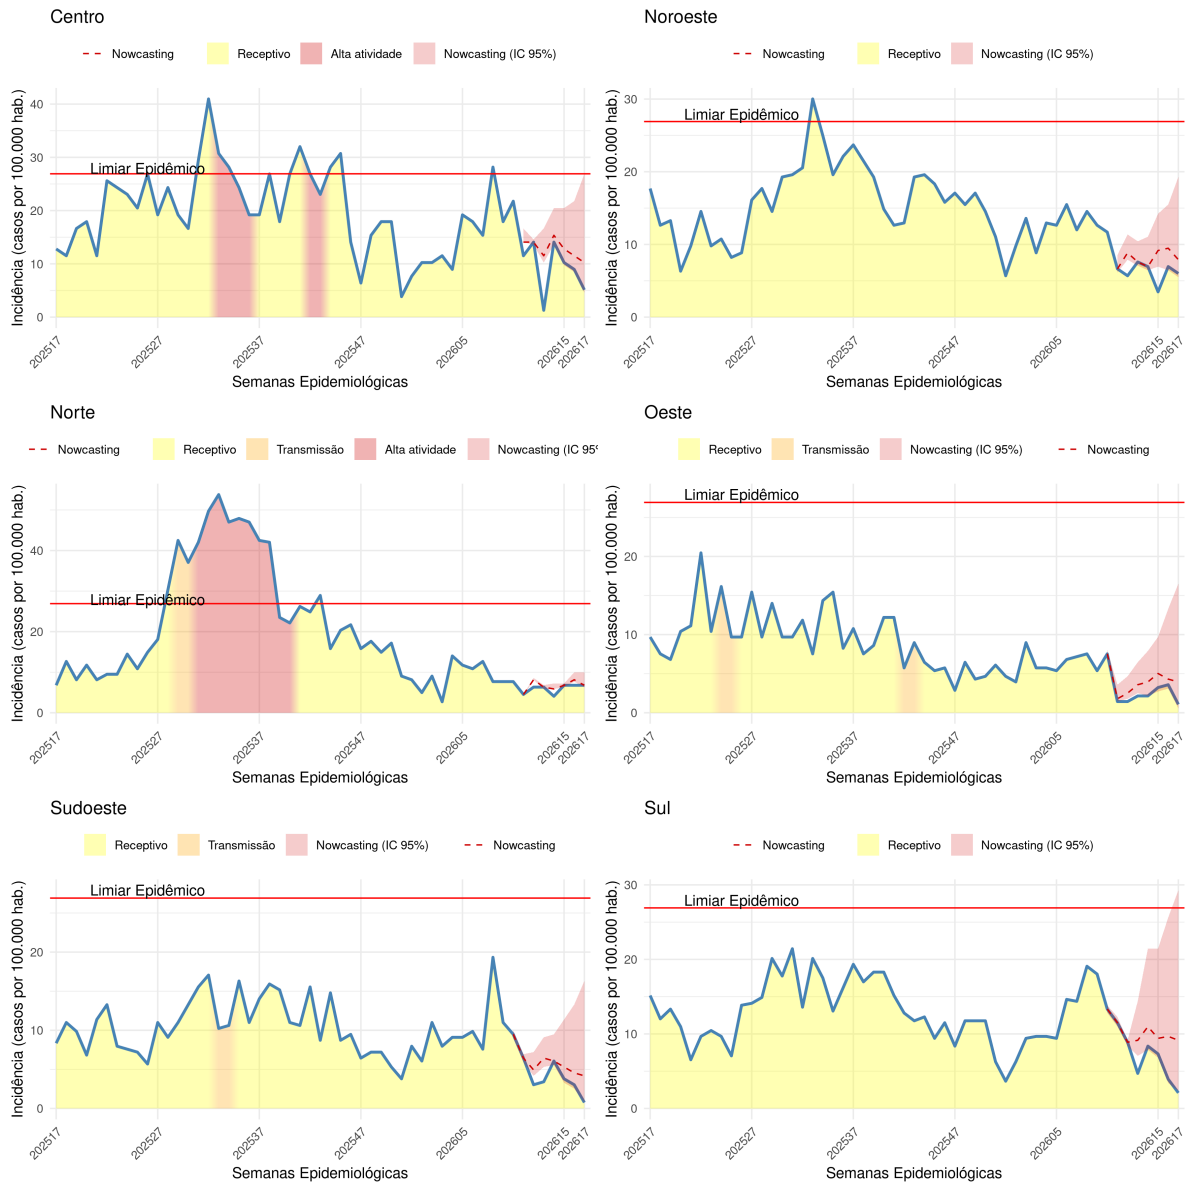 Centro
Nowcasting Receptivo Alta atividade Nowcasting (IC 95%)
Incidência (casos por 100.000 hab.)
40
30
20
10
0
Limiar Epidêmico
202517 202527 202537 202547 202605 202615 202617
Semanas Epidemiológicas
Noroeste
Nowcasting Receptivo Nowcasting (IC 95%)
Incidência (casos por 100.000 hab.)
30
20
10
0
Limiar Epidêmico
202517 202527 202537 202547 202605 202615 202617
Semanas Epidemiológicas
Norte
Nowcasting Receptivo Transmissão Alta atividade Nowcasting (IC 95%
Incidência (casos por 100.000 hab.)
40
20
0
Limiar Epidêmico
202517 202527 202537 202547 202605 202615 202617
Semanas Epidemiológicas
Oeste
Receptivo Transmissão Nowcasting (IC 95%) Nowcasting
Incidência (casos por 100.000 hab.)
20
10
0
Limiar Epidêmico
202517 202527 202537 202547 202605 202615 202617
Semanas Epidemiológicas
Sudoeste
Receptivo Transmissão Nowcasting (IC 95%) Nowcasting
Incidência (casos por 100.000 hab.)
20
10
0
Limiar Epidêmico
202517 202527 202537 202547 202605 202615 202617
Semanas Epidemiológicas
Sul
Nowcasting Receptivo Nowcasting (IC 95%)
Incidência (casos por 100.000 hab.)
30
20
10
0
Limiar Epidêmico
202517 202527 202537 202547 202605 202615 202617
Semanas Epidemiológicas